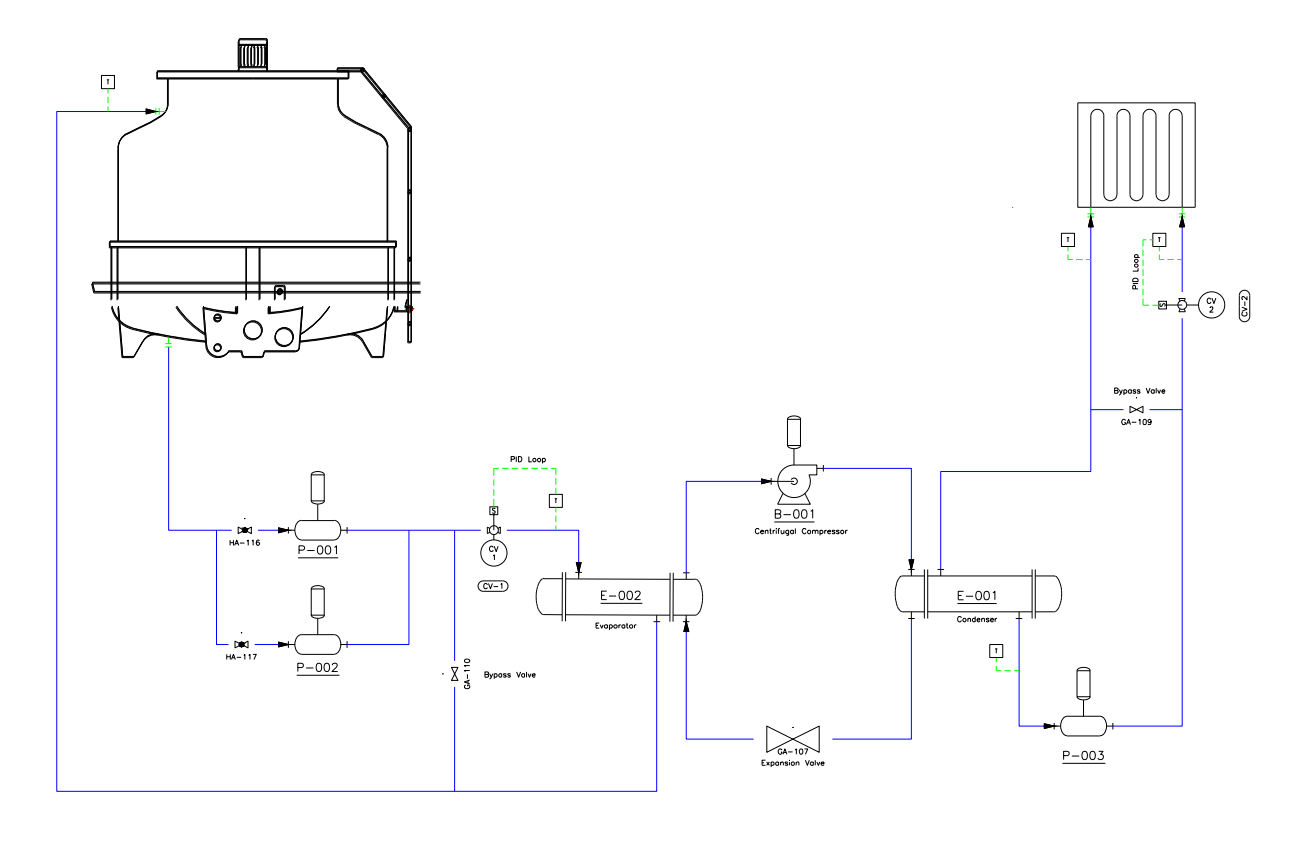 T
T
T
PID Loop
S
CV
2
CV-2
Bypass Valve
GA-109
PID Loop
T
S
CV
1
CV-1
HA-116
P-001
HA-117
P-002
GA-110
Bypass Valve
E-002
Evaporator
B-001
Centrifugal Compressor
E-001
Condenser
T
GA-107
Expansion Valve
P-003